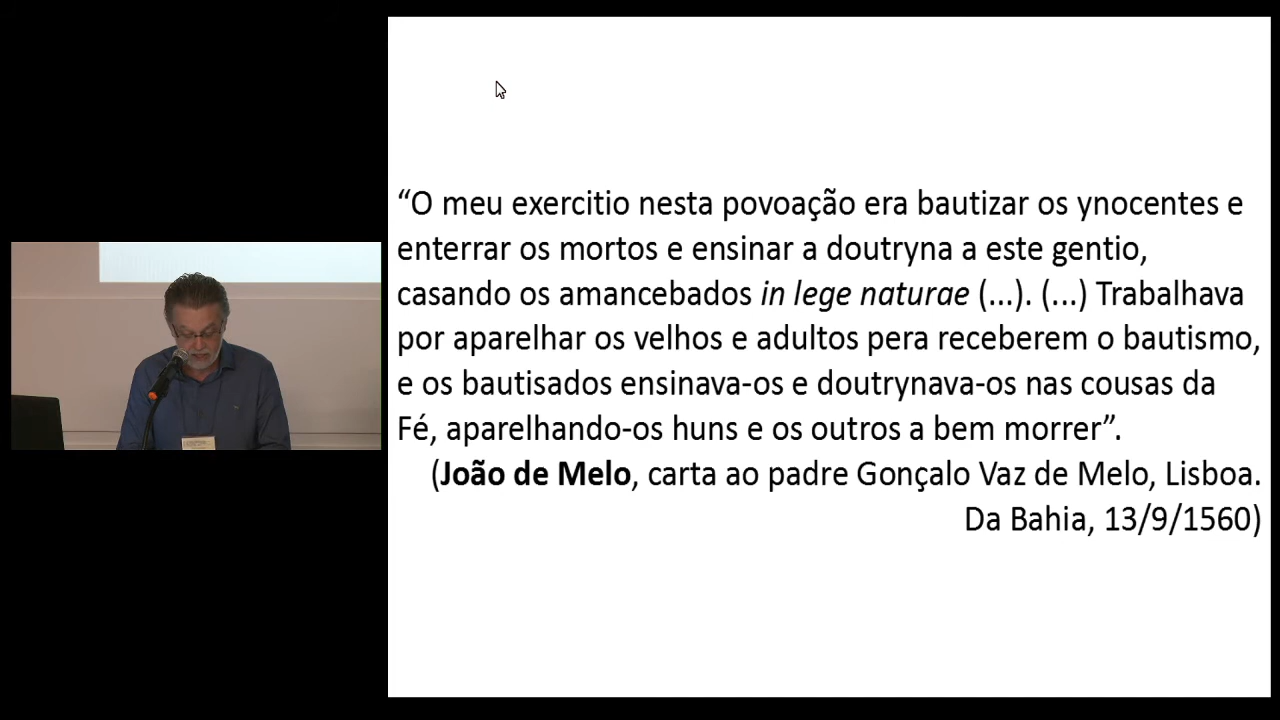 “O meu exercitio nesta povoação era bautizar os ynocentes e
enterrar os mortos e ensinar a doutryna a este gentio,
casando os amancebados in lege naturae (...). (...) Trabalhava
por aparelhar os velhos e adultos pera receberem o bautismo,
e os bautisados ensinava-os e doutrynava-os nas cousas da
Fé, aparelhando-os huns e os outros a bem morrer”.
(João de Melo, carta ao padre Gonçalo Vaz de Melo, Lisboa.
Da Bahia, 13/9/1560)